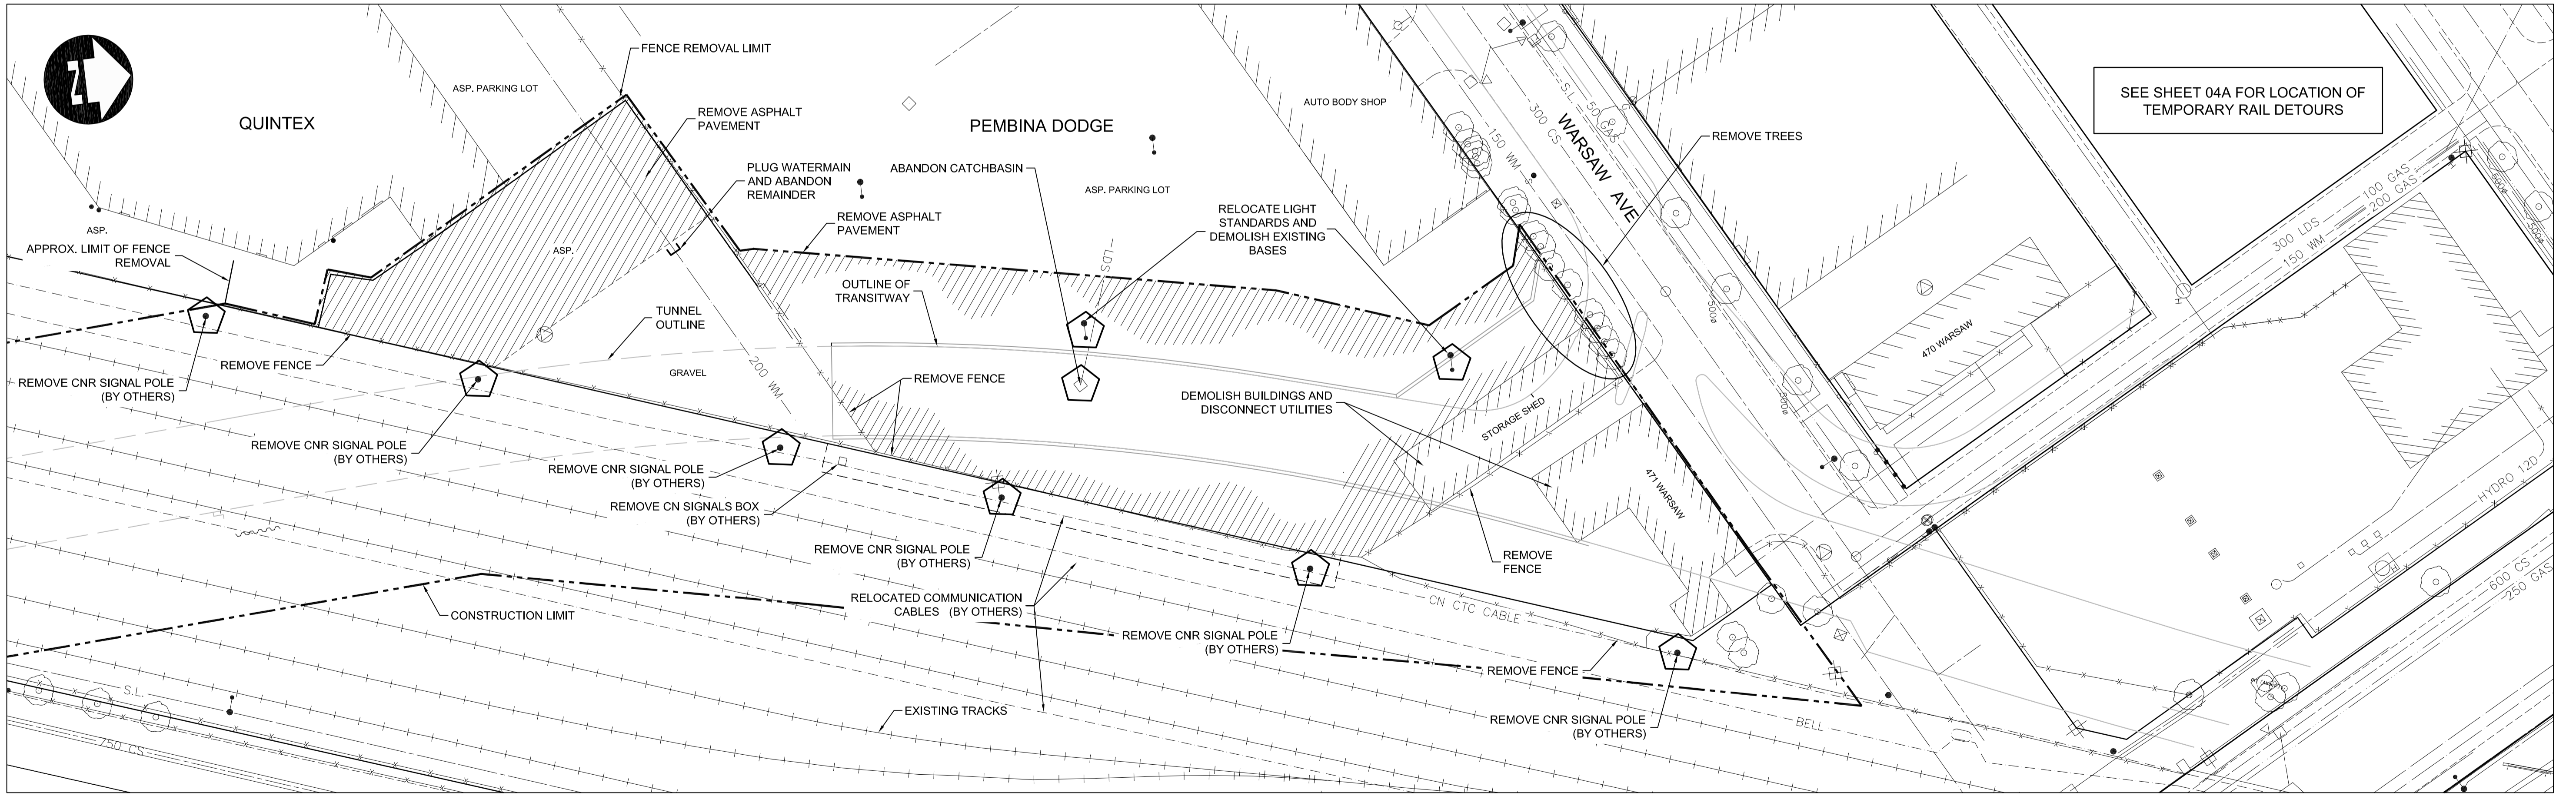 N
QUINTEX
ASP. PARKING LOT
FENCE REMOVAL LIMIT
REMOVE ASPHALT
PAVEMENT
PLUG WATERMAIN
AND ABANDON
REMAINDER
ABANDON CATCHBASIN
PEMBINA DODGE
ASP. PARKING LOT
AUTO BODY SHOP
REMOVE ASPHALT
PAVEMENT
RELOCATE LIGHT
STANDARDS AND
DEMOLISH EXISTING
BASES
150 WM
300 CS
S.L.
50 GAS
WARSAW AVE
REMOVE TREES
SEE SHEET 04A FOR LOCATION OF
TEMPORARY RAIL DETOURS
100 GAS
200 GAS
300 LDS
150 WM
500ø
500ø
ASP.
APPROX. LIMIT OF FENCE
REMOVAL
ASP.
LDS
OUTLINE OF
TRANSITWAY
TUNNEL
OUTLINE
500ø
500ø
470 WARSAW
REMOVE FENCE
GRAVEL
200 WM
REMOVE FENCE
REMOVE CNR SIGNAL POLE
(BY OTHERS)
DEMOLISH BUILDINGS AND
DISCONNECT UTILITIES
STORAGE SHED
REMOVE CNR SIGNAL POLE
(BY OTHERS)
REMOVE CNR SIGNAL POLE
(BY OTHERS)
471 WARSAW
HYDRO 12D
REMOVE CN SIGNALS BOX
(BY OTHERS)
REMOVE CNR SIGNAL POLE
(BY OTHERS)
REMOVE
FENCE
600 CS
250 GAS
CONSTRUCTION LIMIT
RELOCATED COMMUNICATION
CABLES (BY OTHERS)
CN CTC CABLE
REMOVE CNR SIGNAL POLE
(BY OTHERS)
REMOVE FENCE
S.L.
EXISTING TRACKS
REMOVE CNR SIGNAL POLE
(BY OTHERS)
BELL
750 CS